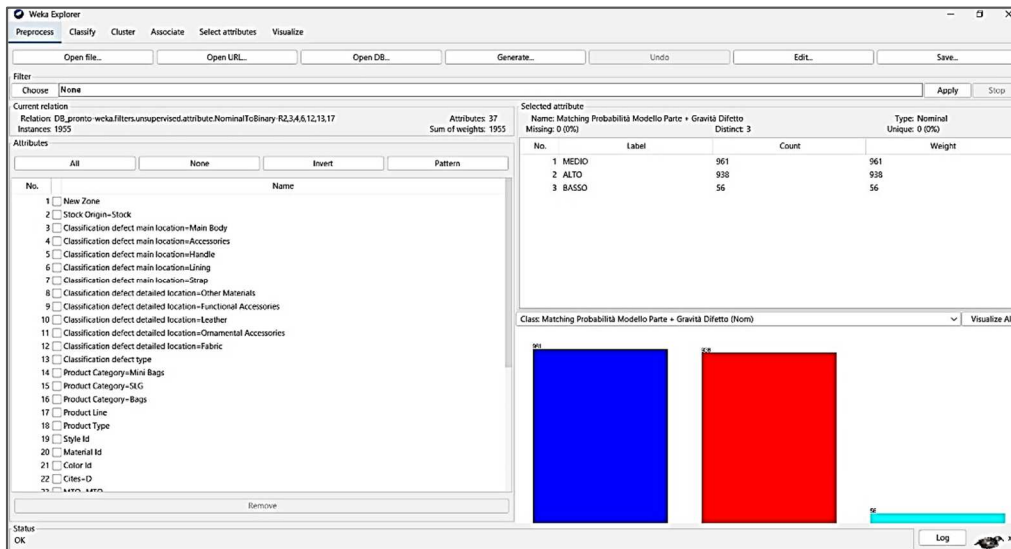 Weka Explorer
Preprocess Classify Cluster Associate Select attributes Visualize
Open file... Open URL... Open DB... Generate... Undo Edit... Save...
Filter
Choose None Apply Stop
Current relation
Relation: DB_pronto-weka.filters.unsupervised.attribute.NominalToBinary-R2,3,4,6,12,13,17 Attributes: 37
Instances: 1955 Sum of weights: 1955
Attributes
All None Invert Pattern
No. Name
1 New Zone
2 Stock Origin=Stock
3 Classification defect main location=Main Body
4 Classification defect main location=Accessories
5 Classification defect main location=Handle
6 Classification defect main location=Lining
7 Classification defect main location=Strap
8 Classification defect detailed location=Other Materials
9 Classification defect detailed location=Functional Accessories
10 Classification defect detailed location=Leather
11 Classification defect detailed location=Ornamental Accessories
12 Classification defect detailed location=Fabric
13 Classification defect type
14 Product Category=Mini Bags
15 Product Category=SLG
16 Product Category=Bags
17 Product Line
18 Product Type
19 Style Id
20 Material Id
21 Color Id
22 Cites=D
Remove
Selected attribute
Name: Matching Probabilità Modello Parte + Gravità Difetto Type: Nominal
Missing: 0 (0%) Distinct: 3 Unique: 0 (0%)
No. Label Count Weight
1 MEDIO 961 961
2 ALTO 938 938
3 BASSO 56 56
Class: Matching Probabilità Modello Parte + Gravità Difetto (Nom) Visualize Al
961
938
56
Status
OK Log